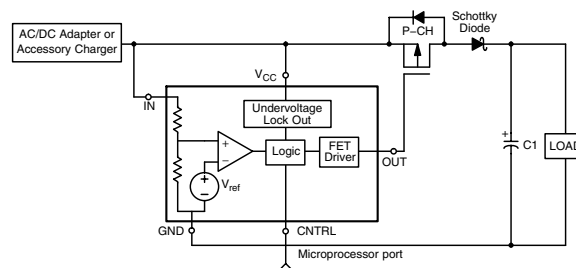 AC/DC Adapter or
Accessory Charger
P−CH
Schottky
Diode
VCC
IN
Undervoltage
Lock Out
Logic
FET
Driver
OUT
+
−
+
−
Vref
+
C1
LOAD
GND
CNTRL
Microprocessor port